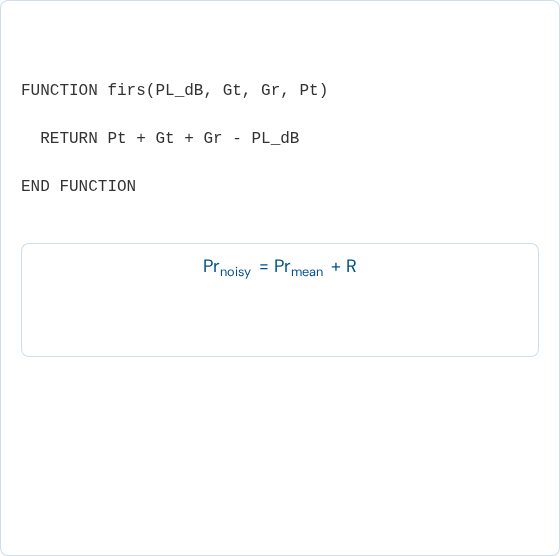 FUNCTION firs(PL_dB, Gt, Gr, Pt)
RETURN Pt + Gt + Gr - PL_dB
END FUNCTION
Prnoisy = Prmean + R